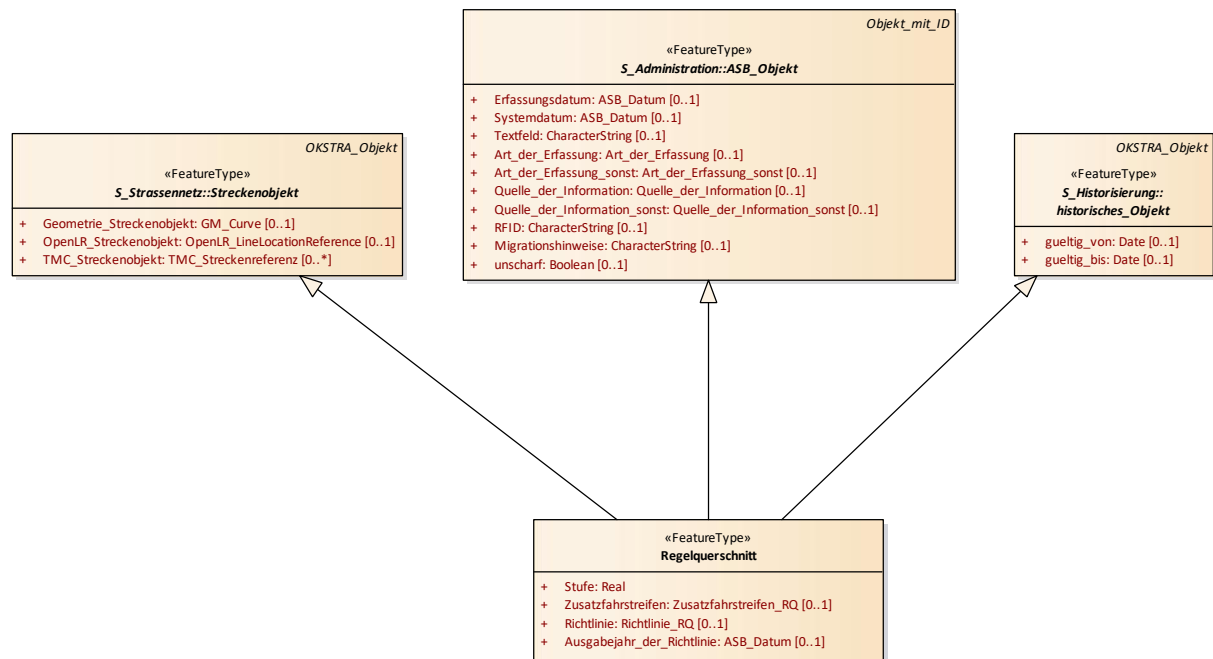 Objekt_mit_ID
«FeatureType»
S_Administration::ASB_Objekt
+ Erfassungsdatum: ASB_Datum [0..1]
+ Systemdatum: ASB_Datum [0..1]
+ Textfeld: CharacterString [0..1]
+ Art_der_Erfassung: Art_der_Erfassung [0..1]
+ Art_der_Erfassung_sonst: Art_der_Erfassung_sonst [0..1]
+ Quelle_der_Information: Quelle_der_Information [0..1]
+ Quelle_der_Information_sonst: Quelle_der_Information_sonst [0..1]
+ RFID: CharacterString [0..1]
+ Migrationshinweise: CharacterString [0..1]
+ unscharf: Boolean [0..1]
OKSTRA_Objekt
«FeatureType»
S_Strassennetz::Streckenobjekt
+ Geometrie_Streckenobjekt: GM_Curve [0..1]
+ OpenLR_Streckenobjekt: OpenLR_LineLocationReference [0..1]
+ TMC_Streckenobjekt: TMC_Streckenreferenz [0..*]
OKSTRA_Objekt
«FeatureType»
S_Historisierung::
historisches_Objekt
+ gueltig_von: Date [0..1]
+ gueltig_bis: Date [0..1]
«FeatureType»
Regelquerschnitt
+ Stufe: Real
+ Zusatzfahrstreifen: Zusatzfahrstreifen_RQ [0..1]
+ Richtlinie: Richtlinie_RQ [0..1]
+ Ausgabejahr_der_Richtlinie: ASB_Datum [0..1]